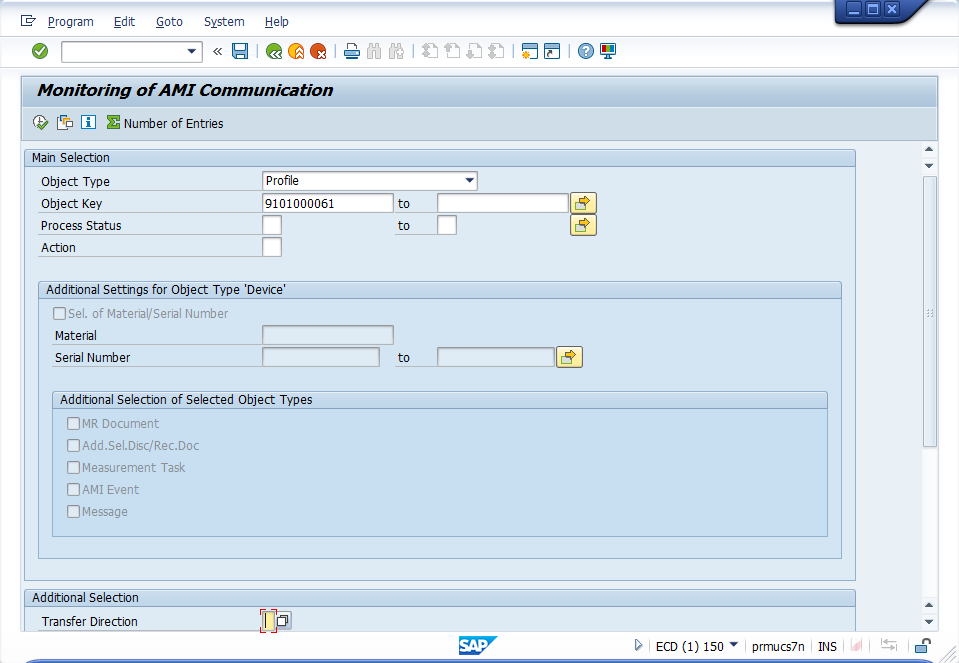 Program Edit Goto System Help
Monitoring of AMI Communication
Number of Entries
Main Selection
Object Type Profile
Object Key 9101000061 to
Process Status to
Action
Additional Settings for Object Type 'Device'
Sel. of Material/Serial Number
Material
Serial Number to
Additional Selection of Selected Object Types
MR Document
Add.Sel.Disc/Rec.Doc
Measurement Task
AMI Event
Message
Additional Selection
Transfer Direction
SAP ECD (1) 150 prmucs7n INS